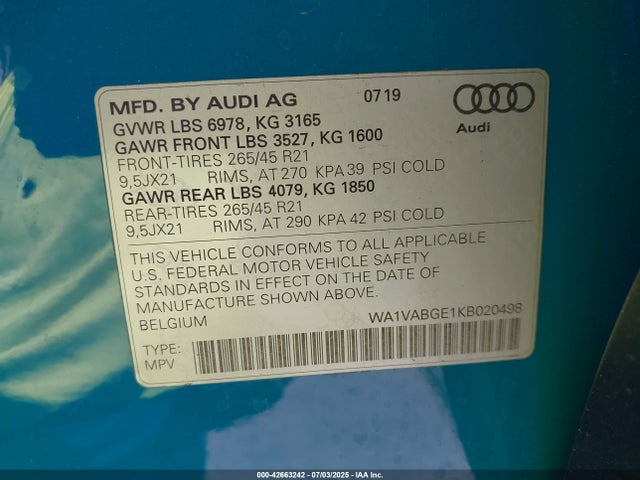 MFD. BY AUDI AG 0719
Audi
GVWR LBS 6978, KG 3165
GAWR FRONT LBS 3527, KG 1600
FRONT-TIRES 265/45 R21
9,5JX21 RIMS, AT 270 KPA 39 PSI COLD
GAWR REAR LBS 4079, KG 1850
REAR-TIRES 265/45 R21
9,5JX21 RIMS, AT 290 KPA 42 PSI COLD
THIS VEHICLE CONFORMS TO ALL APPLICABLE
U.S. FEDERAL MOTOR VEHICLE SAFETY
STANDARDS IN EFFECT ON THE DATE OF
MANUFACTURE SHOWN ABOVE.
BELGIUM WA1VABGE1KB020498
TYPE:
MPV
000-42663242 - 07/03/2025 - IAA Inc.